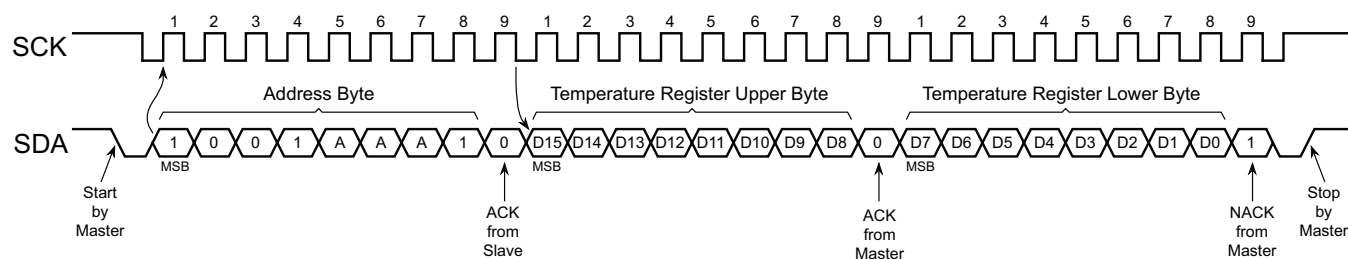 1 2 3 4 5 6 7 8 9 1 2 3 4 5 6 7 8 9 1 2 3 4 5 6 7 8 9
SCK
Address Byte
Temperature Register Upper Byte
Temperature Register Lower Byte
SDA
1 0 0 1 A A A 1 0 D15 D14 D13 D12 D11 D10 D9 D8 0 D7 D6 D5 D4 D3 D2 D1 D0 1
MSB
MSB
MSB
Start
by
Master
ACK
from
Slave
ACK
from
Master
NACK
from
Master
Stop
by
Master